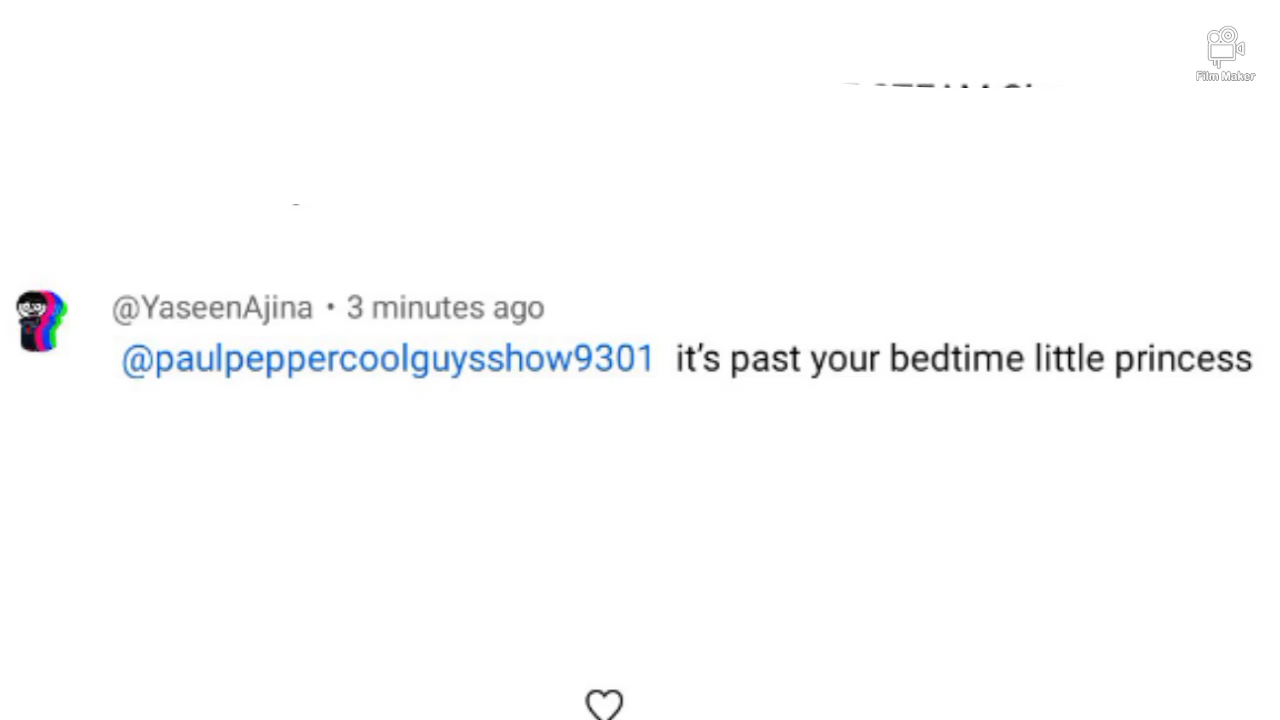 Film Maker
@YaseenAjina • 3 minutes ago
@paulpeppercoolguysshow9301 it's past your bedtime little princess